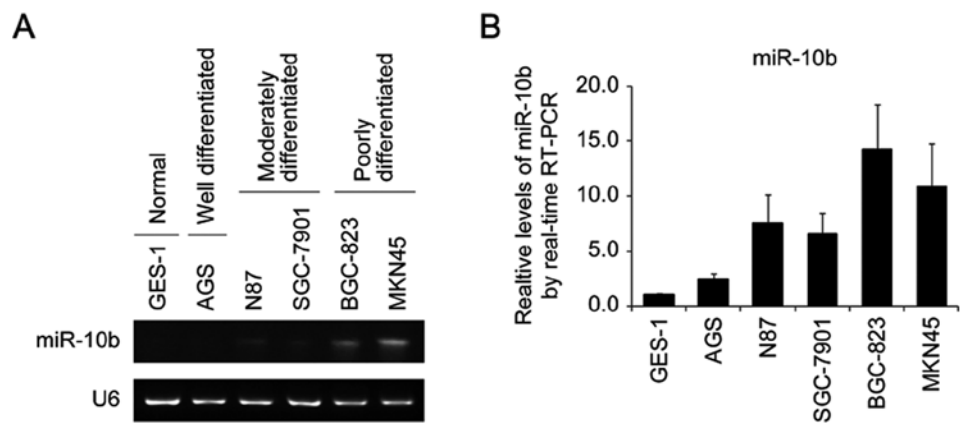 A
Normal
Well differentiated
Moderately
differentiated
Poorly
differentiated
GES-1
AGS
N87
SGC-7901
BGC-823
MKN45
miR-10b
U6
B
miR-10b
Realtive levels of miR-10b
by real-time RT-PCR
20.0
15.0
10.0
5.0
0.0
GES-1
AGS
N87
SGC-7901
BGC-823
MKN45